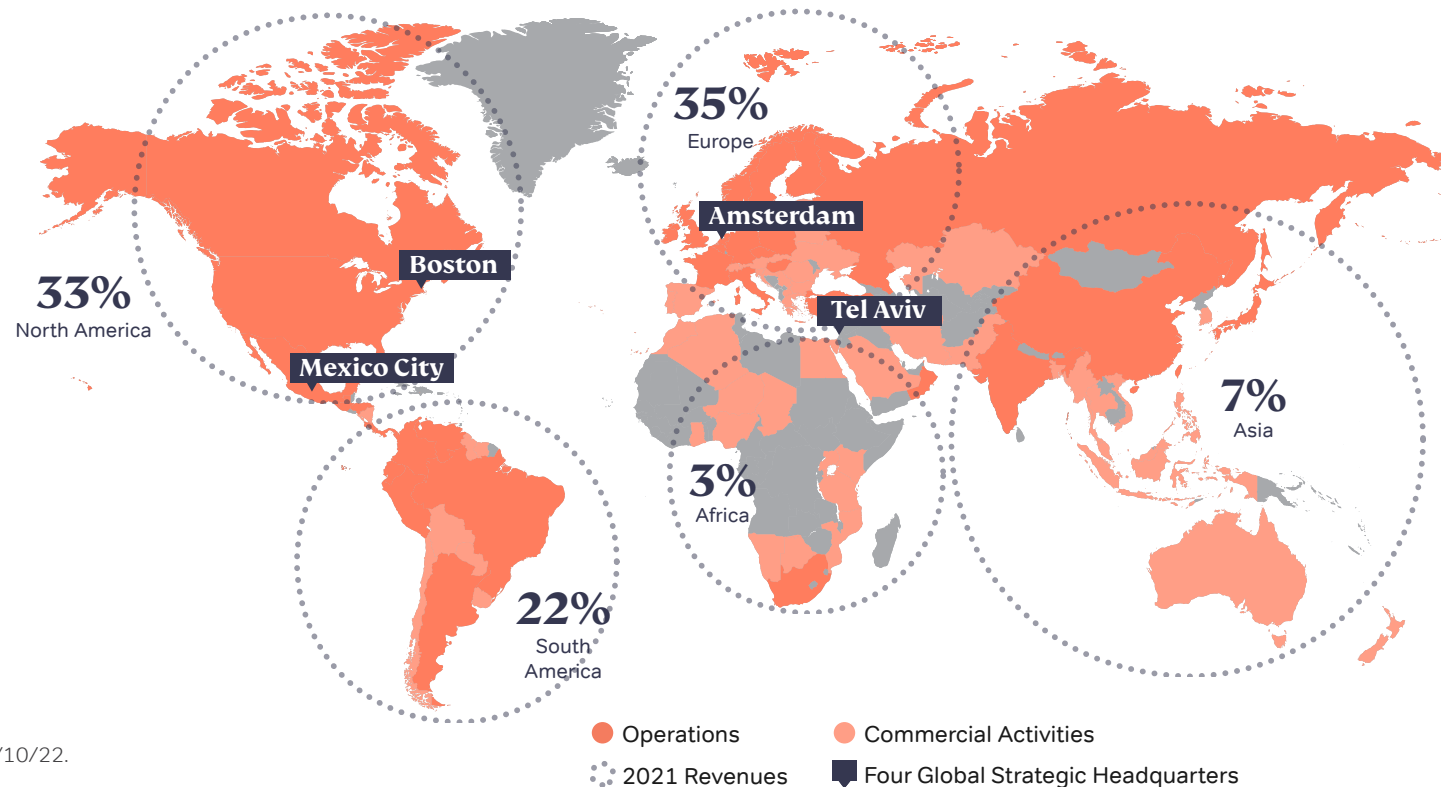 35%
Europe
Amsterdam
Boston
33%
North America
Tel Aviv
Mexico City
7%
Asia
3%
Africa
22%
South
America
Operations
Commercial Activities
/10/22.
2021 Revenues
Four Global Strategic Headquarters